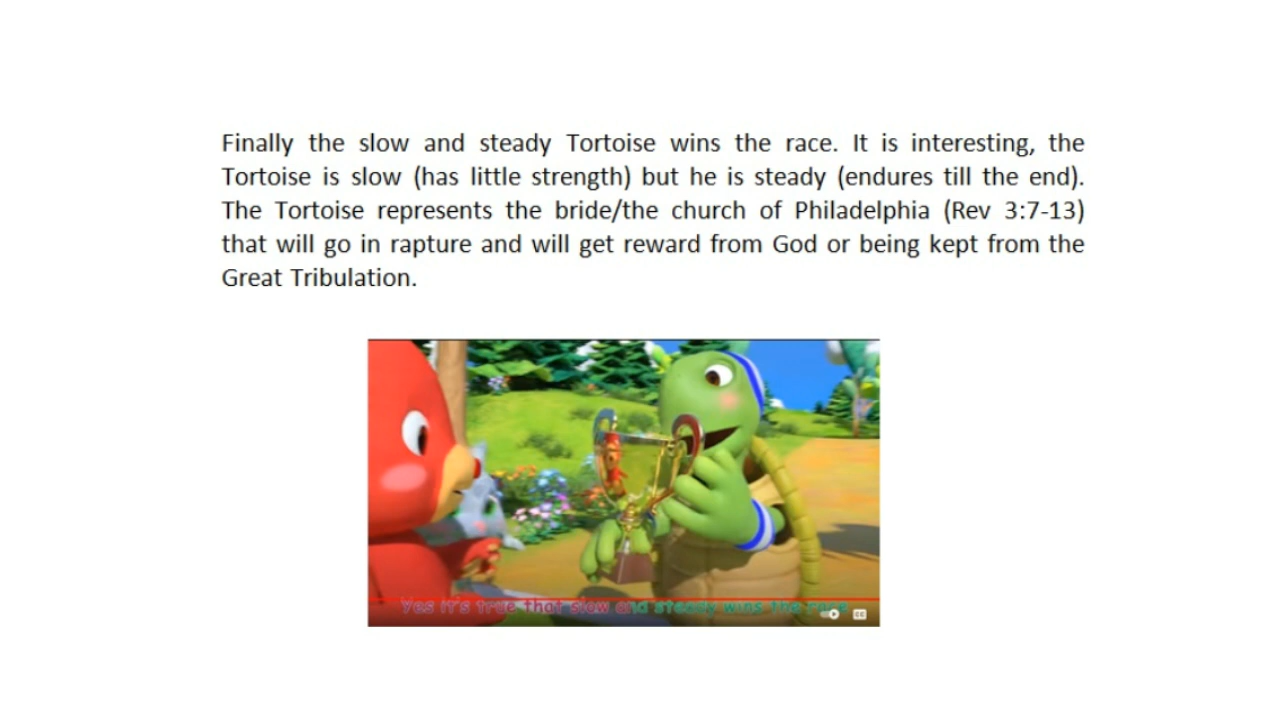 Finally the slow and steady Tortoise wins the race. It is interesting, the
Tortoise is slow (has little strength) but he is steady (endures till the end).
The Tortoise represents the bride/the church of Philadelphia (Rev 3:7-13)
that will go in rapture and will get reward from God or being kept from the
Great Tribulation.
Yes it's true that slow and steady wins the race
CC